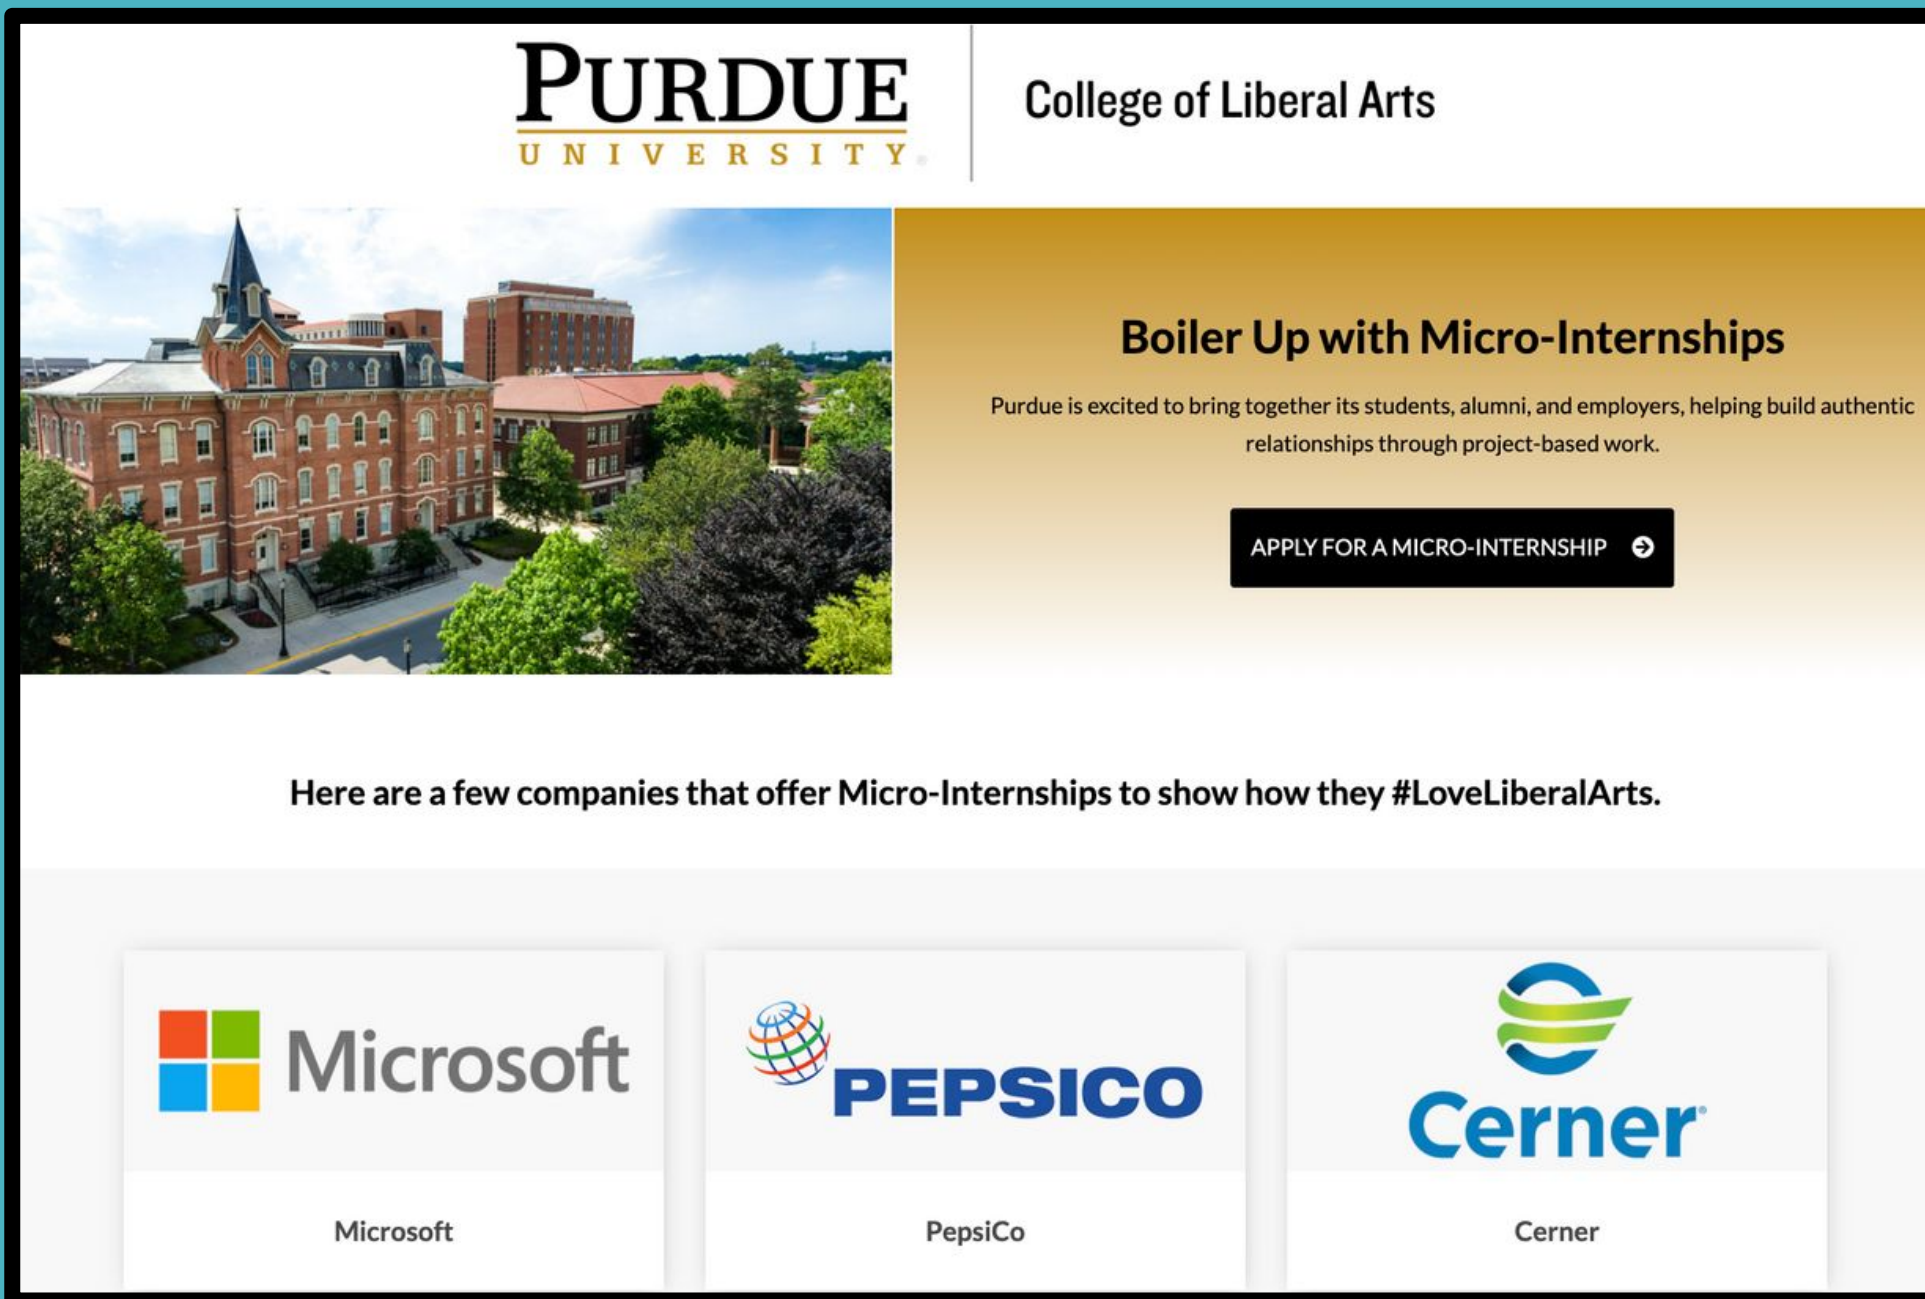 PURDUE
UNIVERSITY®
College of Liberal Arts
Boiler Up with Micro-Internships
Purdue is excited to bring together its students, alumni, and employers, helping build authentic
relationships through project-based work.
APPLY FOR A MICRO-INTERNSHIP
Here are a few companies that offer Micro-Internships to show how they #LoveLiberalArts.
Microsoft
PEPSICO
Cerner®
Microsoft
PepsiCo
Cerner